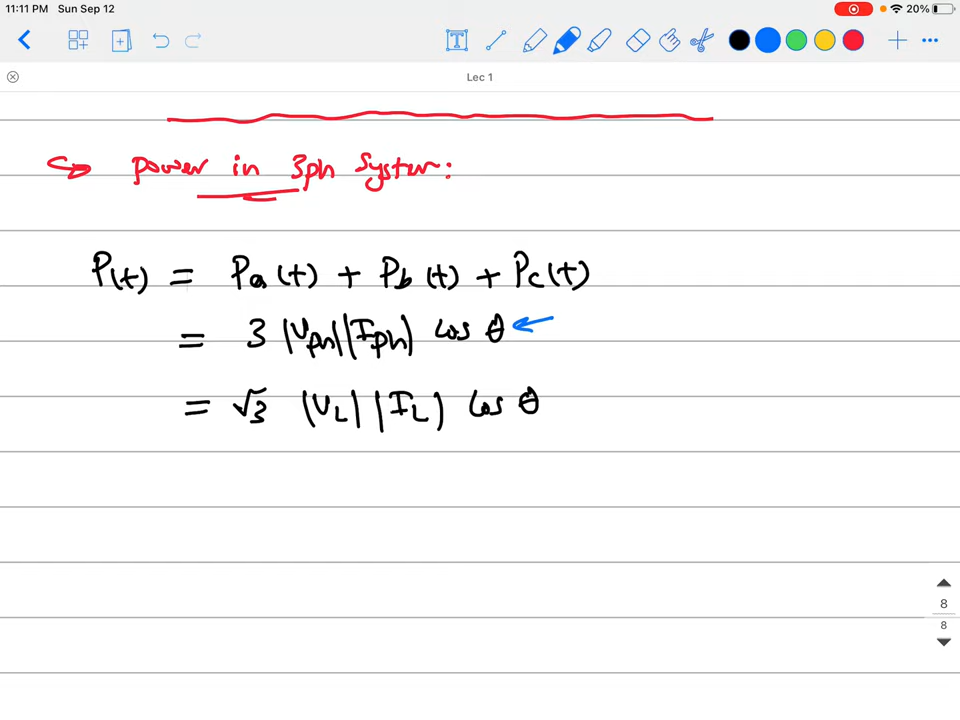 11:11 PM Sun Sep 12 20%
Lec 1
power in 3ph System:
P(t) = Pa(t) + Pb(t) + Pc(t)
= 3 |Vph||Iph| cos θ
= √3 |VL||IL| cos θ
8
8